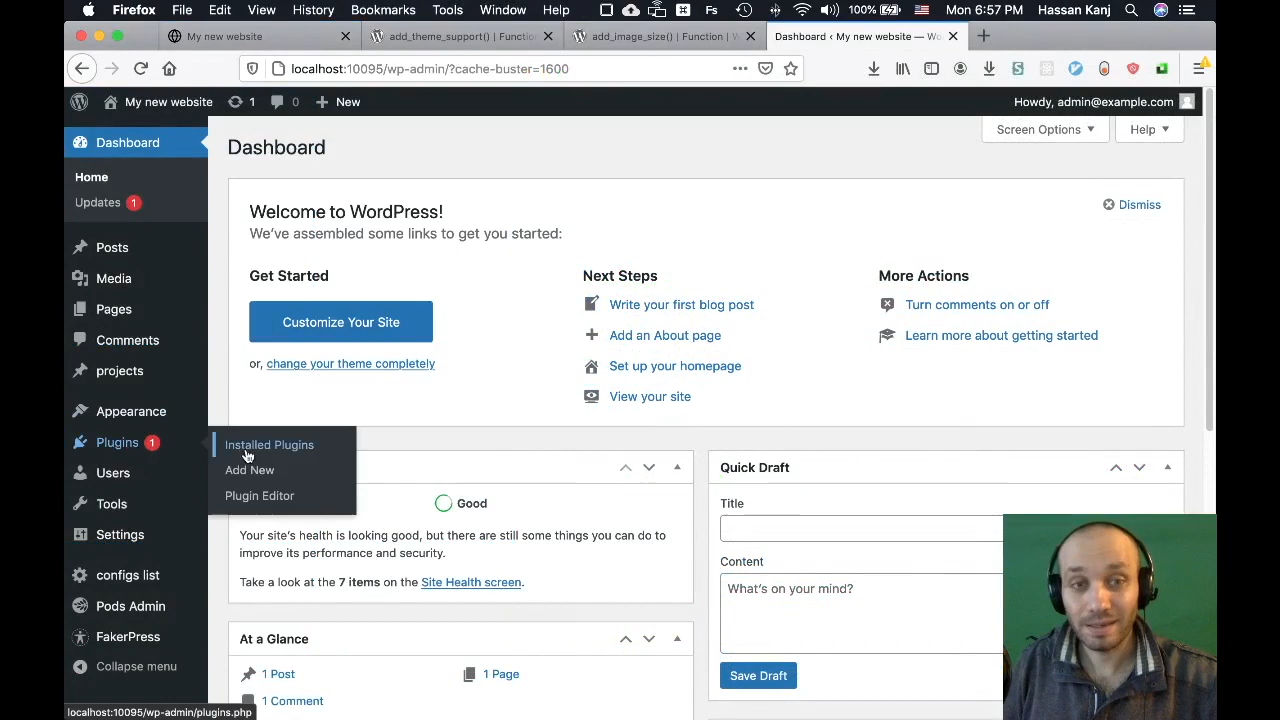 Firefox File Edit View History Bookmarks Tools Window Help Fs 100% Mon 6:57 PM Hassan Kanj
My new website
add_theme_support() | Functio
add_image_size() | Function | W
Dashboard ‹ My new website — Wo
localhost:10095/wp-admin/?cache-buster=1600
My new website 1 0 New Howdy, admin@example.com
Dashboard
Home
Updates 1
Posts
Media
Pages
Comments
projects
Appearance
Plugins 1
Users
Tools
Settings
configs list
Pods Admin
FakerPress
Collapse menu
Installed Plugins
Add New
Plugin Editor
Screen Options
Help
Dashboard
Welcome to WordPress!
We've assembled some links to get you started:
Dismiss
Get Started
Customize Your Site
or, change your theme completely
Next Steps
Write your first blog post
Add an About page
Set up your homepage
View your site
More Actions
Turn comments on or off
Learn more about getting started
Good
Your site's health is looking good, but there are still some things you can do to
improve its performance and security.
Take a look at the 7 items on the Site Health screen.
At a Glance
1 Post
1 Page
1 Comment
Quick Draft
Title
Content
What's on your mind?
Save Draft
localhost:10095/wp-admin/plugins.php